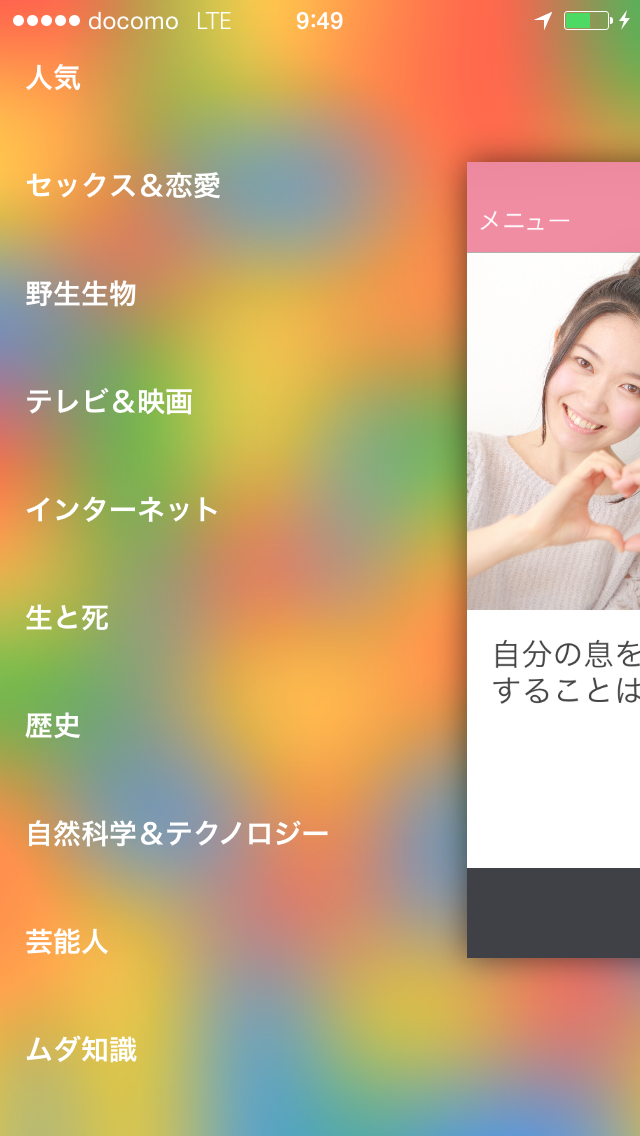 docomo LTE 9:49
人気
セックス＆恋愛
野生生物
テレビ＆映画
インターネット
生と死
歴史
自然科学＆テクノロジー
芸能人
ムダ知識
メニュー
自分の息を
することは